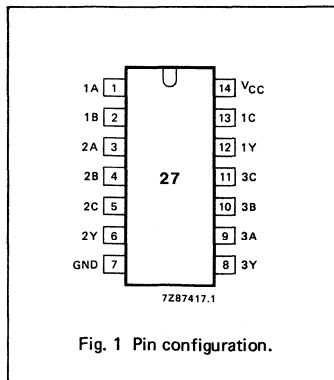 1A 1 14 VCC
1B 2 13 1C
2A 3 12 1Y
2B 4 27 11 3C
2C 5 10 3B
2Y 6 9 3A
GND 7 8 3Y
7Z87417.1
Fig. 1 Pin configuration.